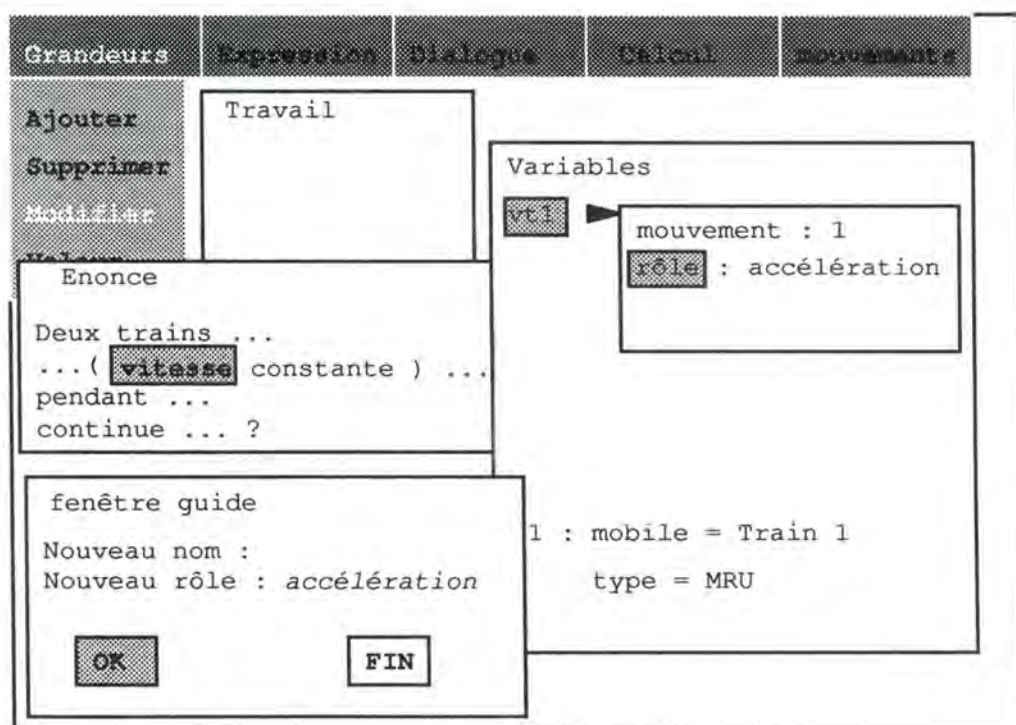 Grandeurs Expression Dialogue Calcul mouvements
Ajouter
Supprimer
Modifier
Valeur
Travail
Variables
vt1
mouvement : 1
rôle : accélération
Enonce
Deux trains ...
...( vitesse constante ) ...
pendant ...
continue ... ?
1 : mobile = Train 1
type = MRU
fenêtre guide
Nouveau nom :
Nouveau rôle : accélération
OK FIN